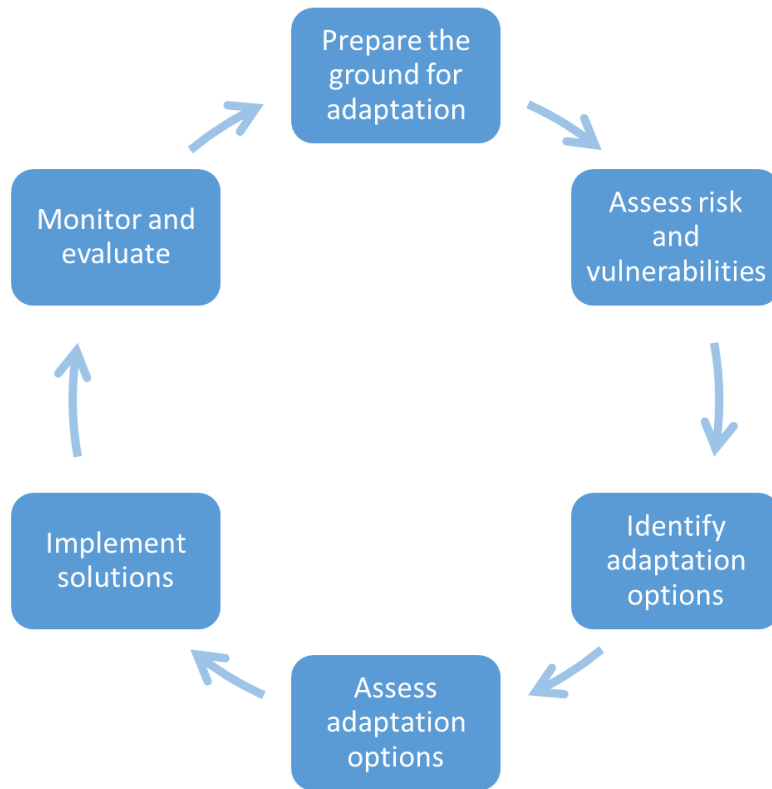 Prepare the
ground for
adaptation
Assess risk
and
vulnerabilities
Identify
adaptation
options
Assess
adaptation
options
Implement
solutions
Monitor and
evaluate